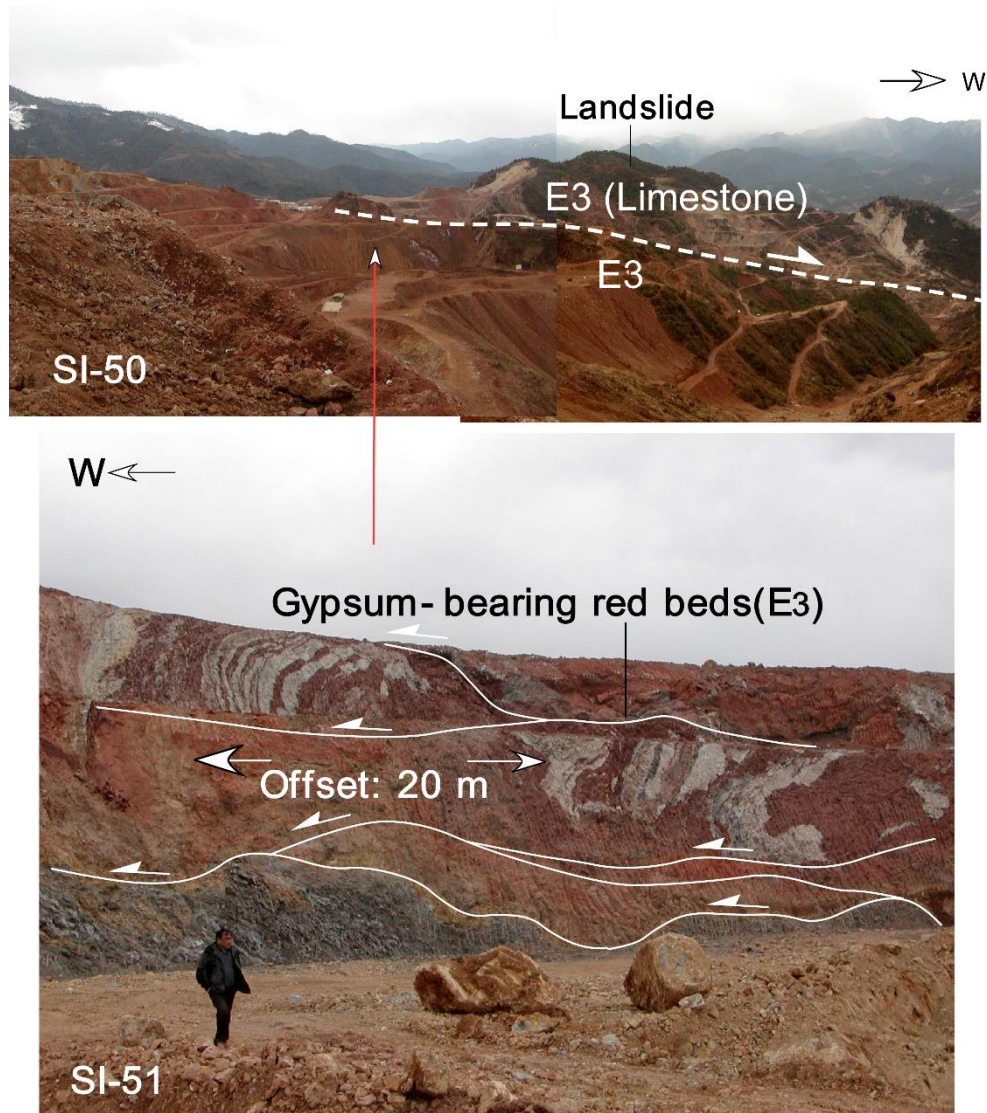 W
Landslide
E3 (Limestone)
E3
SI-50
W
Gypsum- bearing red beds(E3)
Offset: 20 m
SI-51